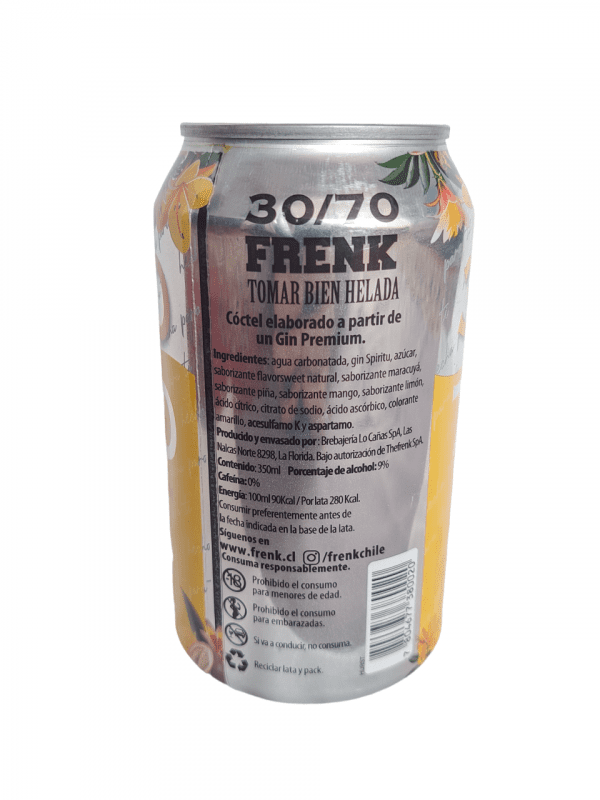 30/70
FRENK
TOMAR BIEN HELADA
Cóctel elaborado a partir de
un Gin Premium.
Ingredientes: agua carbonatada, gin Spiritu, azúcar,
saborizante flavorsweet natural, saborizante maracuyá,
saborizante piña, saborizante mango, saborizante limón,
ácido cítrico, citrato de sodio, ácido ascórbico, colorante
amarillo, acesulfamo K y aspartamo.
Producido y envasado por: Brebajería Lo Cañas SpA, Las
Nalcas Norte 8298, La Florida. Bajo autorización de Thefrenk SpA.
Contenido: 350ml Porcentaje de alcohol: 9%
Cafeína: 0%
Energía: 100ml 90Kcal / Por lata 280 Kcal.
Consumir preferentemente antes de
la fecha indicada en la base de la lata.
Síguenos en
www.frenk.cl /frenkchile
Consuma responsablemente.
-18
Prohibido el consumo
para menores de edad.
Prohibido el consumo
para embarazadas.
Si va a conducir, no consuma.
Reciclar lata y pack.
7 804677 380020